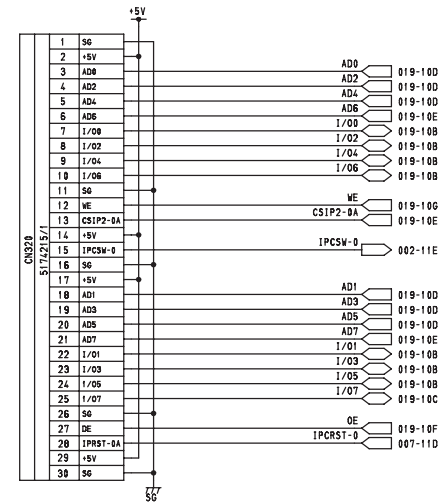 +5V
1 SG
2 +5V
3 AD0 AD0 019-10D
4 AD2 AD2 019-10D
5 AD4 AD4 019-10D
6 AD6 AD6 019-10E
7 I/O0 I/O0 019-10B
8 I/O2 I/O2 019-10B
9 I/O4 I/O4 019-10B
10 I/O6 I/O6 019-10B
11 SG
12 WE WE 019-10G
13 CSIP2-0A CSIP2-0A 019-10E
14 +5V
15 IPCSW-0 IPCSW-0 002-11E
16 SG
17 +5V
18 AD1 AD1 019-10D
19 AD3 AD3 019-10D
20 AD5 AD5 019-10D
21 AD7 AD7 019-10E
22 I/O1 I/O1 019-10B
23 I/O3 I/O3 019-10B
24 I/O5 I/O5 019-10B
25 I/O7 I/O7 019-10C
26 SG
27 OE OE 019-10F
28 IPRST-0A IPCRST-0 007-11D
29 +5V
30 SG
CN320
5174215/1
SG